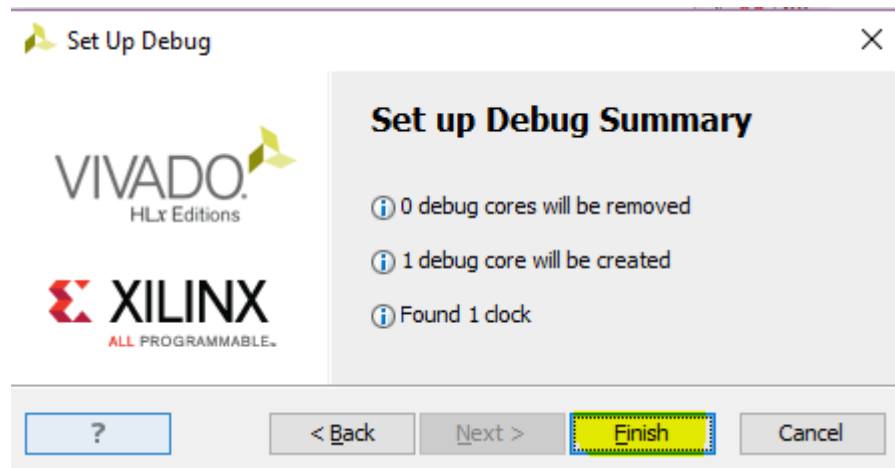 Set Up Debug
Set up Debug Summary
VIVADO.
HLx Editions
0 debug cores will be removed
1 debug core will be created
XILINX
ALL PROGRAMMABLE™
Found 1 clock
?
< Back
Next >
Finish
Cancel